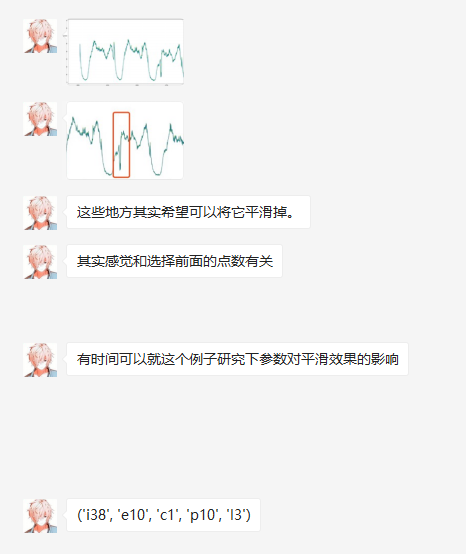 这些地方其实希望可以将它平滑掉。
其实感觉和选择前面的点数有关
有时间可以就这个例子研究下参数对平滑效果的影响
('i38', 'e10', 'c1', 'p10', 'l3')